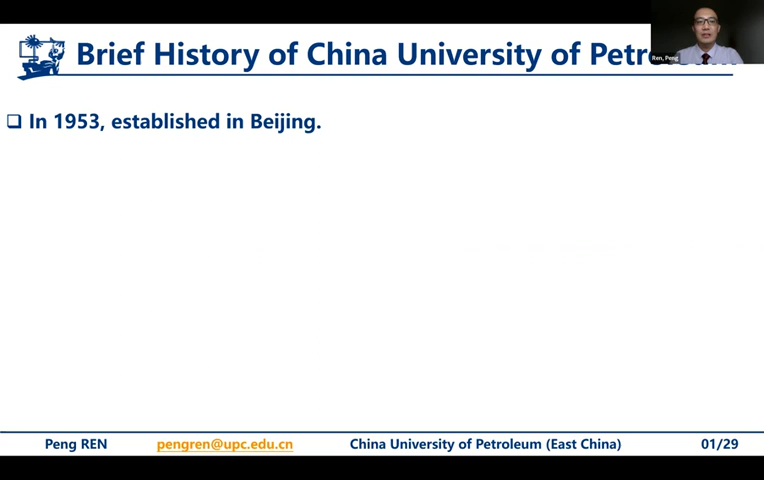 Brief History of China University of Petr
Ren, Peng
❑ In 1953, established in Beijing.
Peng REN pengren@upc.edu.cn China University of Petroleum (East China) 01/29